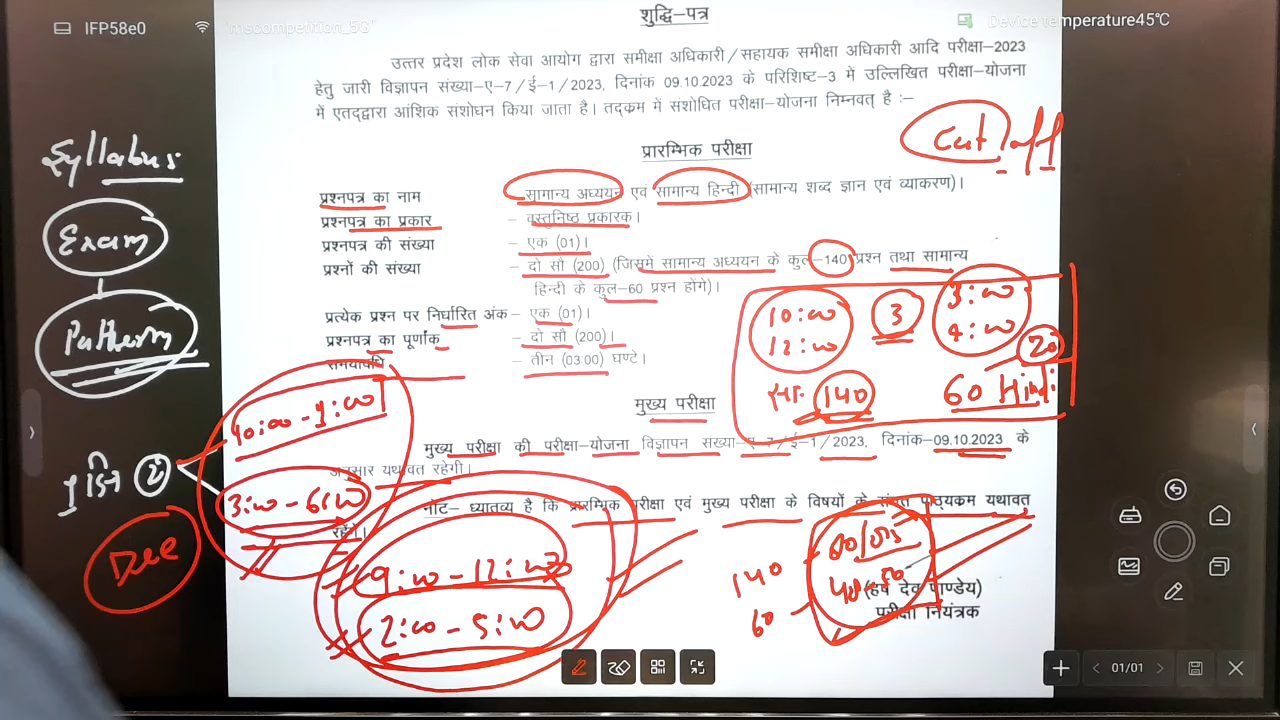 IFP58e0
mscompetition_5G
Device temperature45℃
शुद्धि-पत्र
उत्तर प्रदेश लोक सेवा आयोग द्वारा समीक्षा अधिकारी/सहायक समीक्षा अधिकारी आदि परीक्षा-2023
हेतु जारी विज्ञापन संख्या-ए-7/ई-1/2023, दिनांक 09.10.2023 के परिशिष्ट-3 में उल्लिखित परीक्षा-योजना
में एतद्द्वारा आंशिक संशोधन किया जाता है। तद्क्रम में संशोधित परीक्षा-योजना निम्नवत् है :-
Cut off
Syllabus
प्रारम्भिक परीक्षा
प्रश्नपत्र का नाम सामान्य अध्ययन एवं सामान्य हिन्दी (सामान्य शब्द ज्ञान एवं व्याकरण)।
प्रश्नपत्र का प्रकार – वस्तुनिष्ठ प्रकारक।
Exam
प्रश्नपत्र की संख्या – एक (01)।
प्रश्नों की संख्या – दो सौ (200) (जिसमें सामान्य अध्ययन के कुल-140 प्रश्न तथा सामान्य
हिन्दी के कुल-60 प्रश्न होंगे)।
प्रत्येक प्रश्न पर निर्धारित अंक – एक (01)।
10:00 3 3:00
Pattern
प्रश्नपत्र का पूर्णांक – दो सौ (200)।
12:00 4:00 20
समयावधि – तीन (03:00) घण्टे।
140 60 Hindi
मुख्य परीक्षा
10:00 - 1:00
मुख्य परीक्षा की परीक्षा-योजना विज्ञापन संख्या-ए-7/ई-1/2023, दिनांक-09.10.2023 के
अनुसार यथावत रहेगी।
3:00 - 6:00
नोट- ध्यातव्य है कि प्रारम्भिक परीक्षा एवं मुख्य परीक्षा के विषयों के संगत पाठ्यक्रम यथावत
रहेंगे।
Dec
9:00 - 12:00
2:00 - 5:00
140
60
(हर्ष देव पाण्डेय)
परीक्षा नियंत्रक
01/01